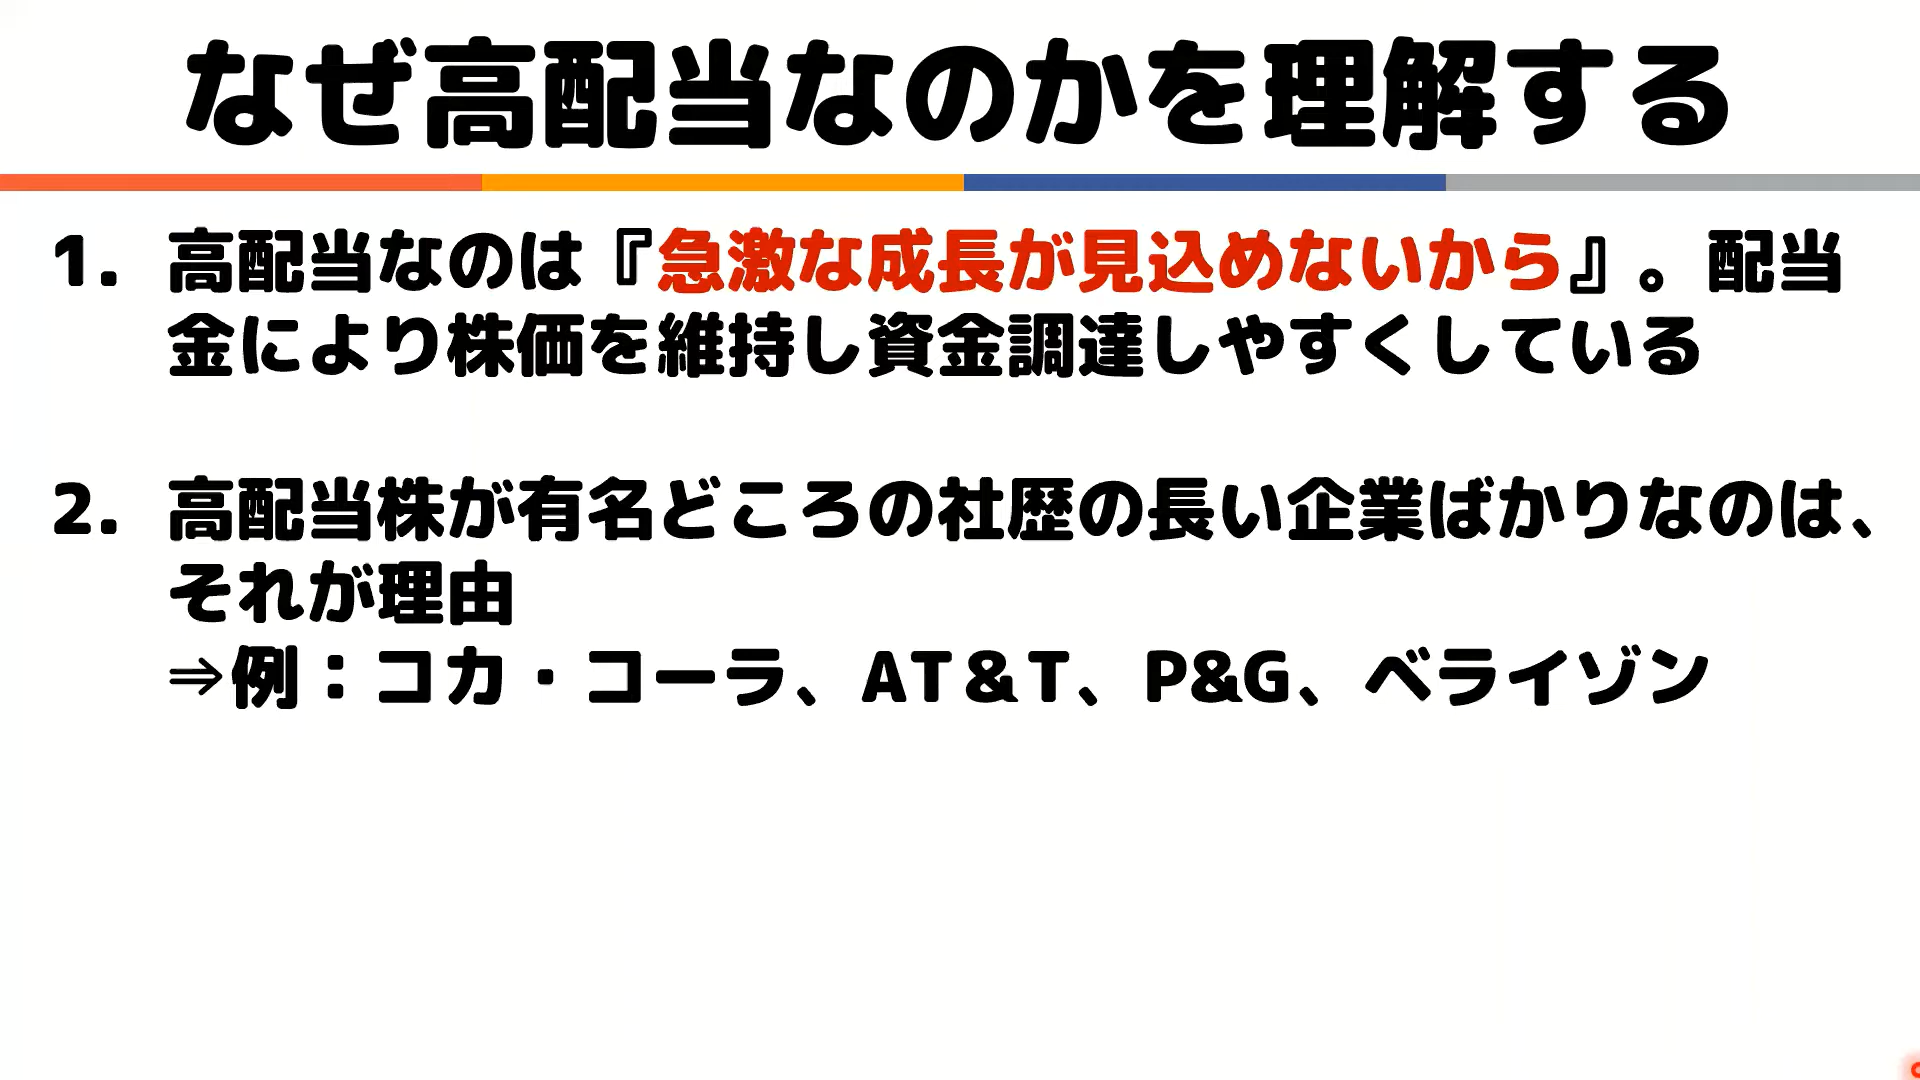 なぜ高配当なのかを理解する
1. 高配当なのは『急激な成長が見込めないから』。配当
金により株価を維持し資金調達しやすくしている
2. 高配当株が有名どころの社歴の長い企業ばかりなのは、
それが理由
⇒例：コカ・コーラ、AT＆T、P&G、ベライゾン